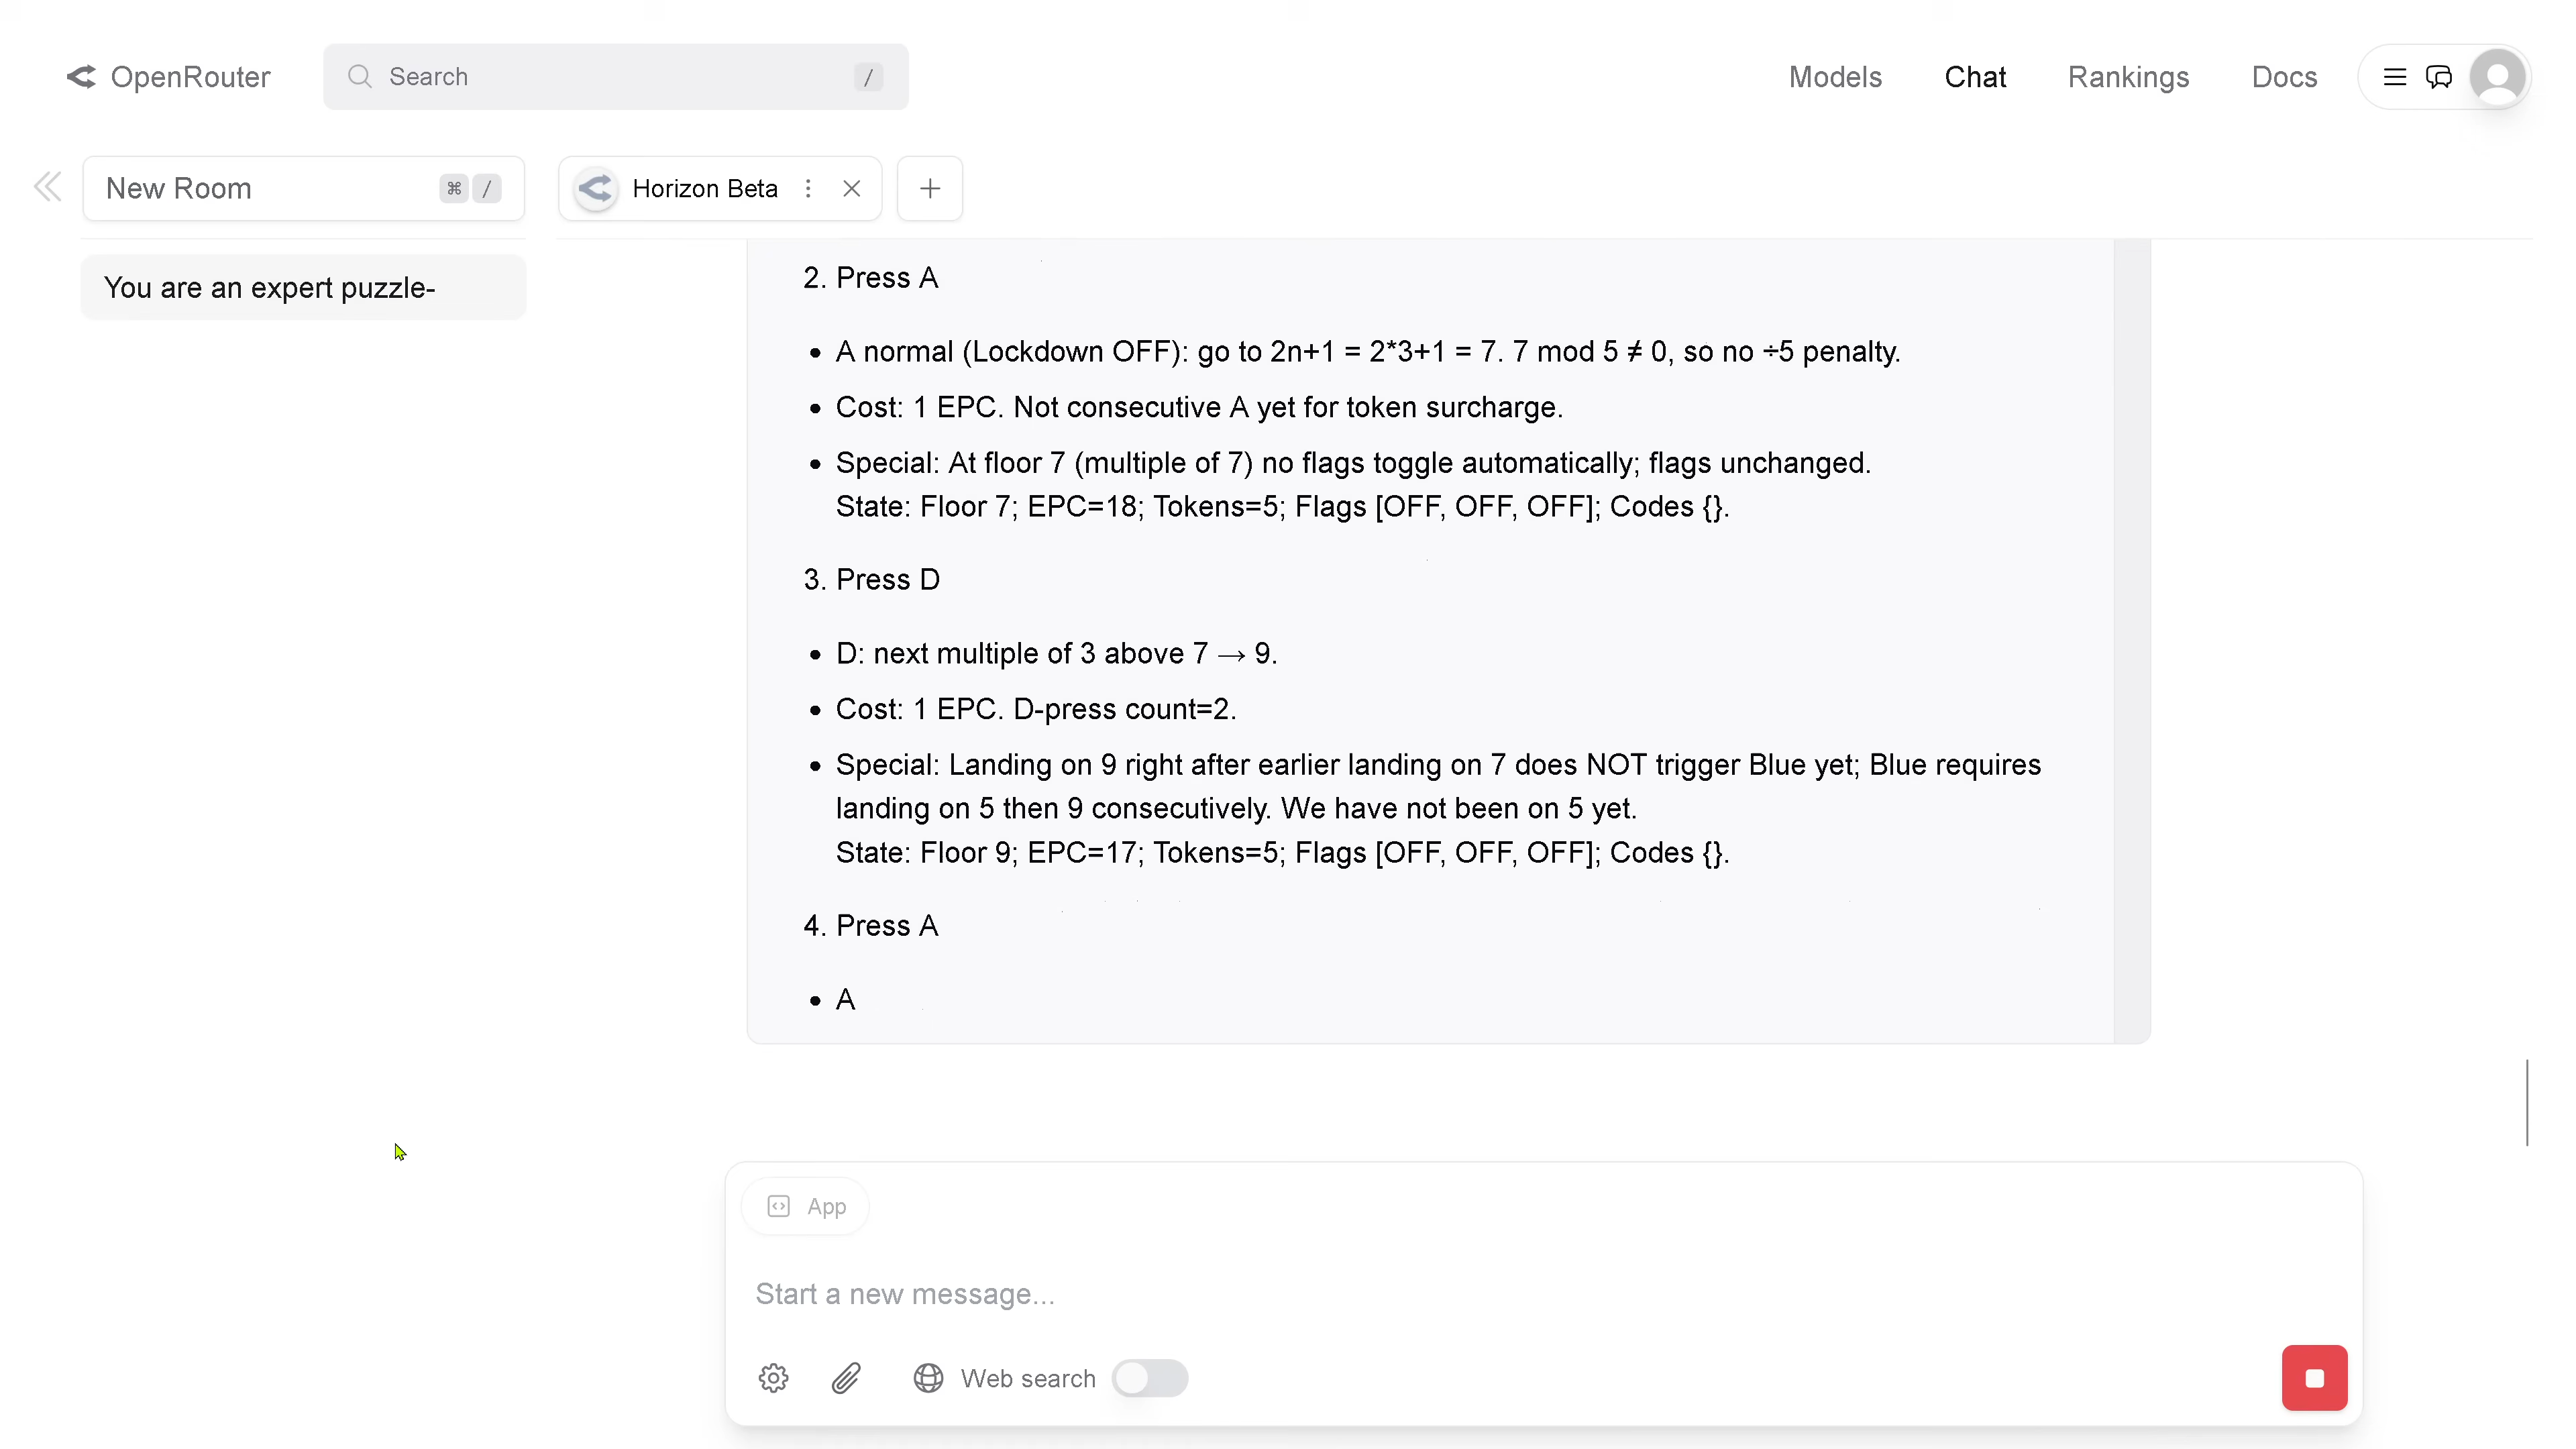 OpenRouter
Search
/
Models
Chat
Rankings
Docs
New Room
⌘ /
Horizon Beta
You are an expert puzzle-
2. Press A
• A normal (Lockdown OFF): go to 2n+1 = 2*3+1 = 7. 7 mod 5 ≠ 0, so no ÷5 penalty.
• Cost: 1 EPC. Not consecutive A yet for token surcharge.
• Special: At floor 7 (multiple of 7) no flags toggle automatically; flags unchanged.
State: Floor 7; EPC=18; Tokens=5; Flags [OFF, OFF, OFF]; Codes {}.
3. Press D
• D: next multiple of 3 above 7 → 9.
• Cost: 1 EPC. D-press count=2.
• Special: Landing on 9 right after earlier landing on 7 does NOT trigger Blue yet; Blue requires
landing on 5 then 9 consecutively. We have not been on 5 yet.
State: Floor 9; EPC=17; Tokens=5; Flags [OFF, OFF, OFF]; Codes {}.
4. Press A
• A
App
Start a new message...
Web search